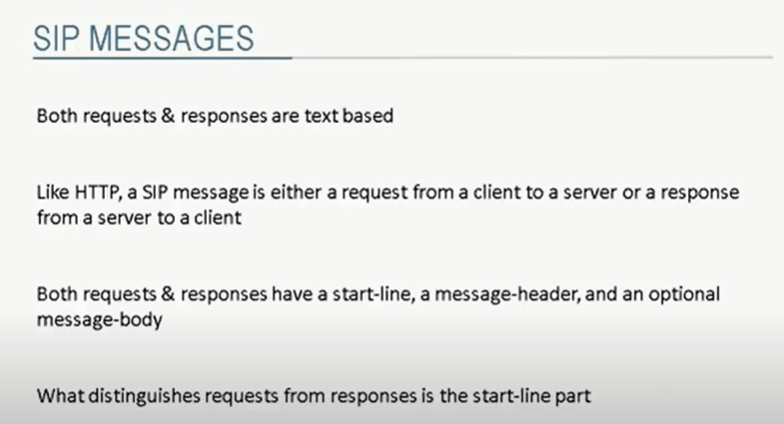 SIP MESSAGES
Both requests & responses are text based
Like HTTP, a SIP message is either a request from a client to a server or a response
from a server to a client
Both requests & responses have a start-line, a message-header, and an optional
message-body
What distinguishes requests from responses is the start-line part